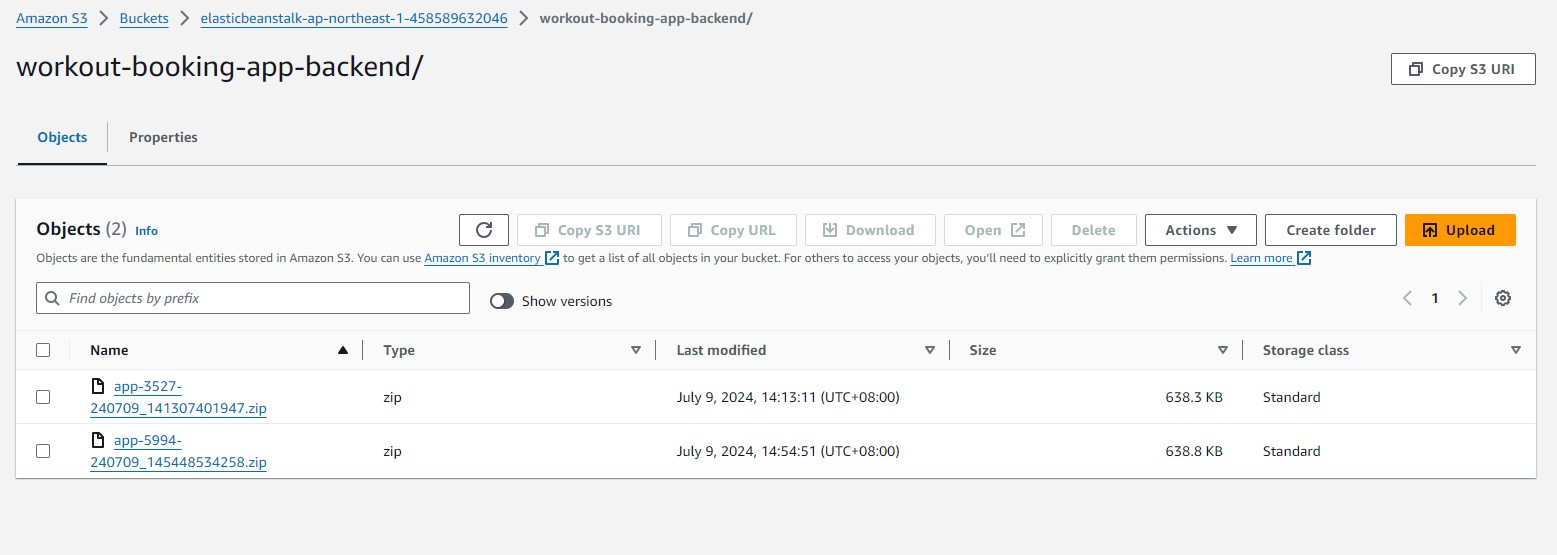 Amazon S3 > Buckets > elasticbeanstalk-ap-northeast-1-458589632046 > workout-booking-app-backend/
workout-booking-app-backend/
Copy S3 URI
Objects
Properties
Objects (2) Info
Copy S3 URI
Copy URL
Download
Open
Delete
Actions
Create folder
Upload
Objects are the fundamental entities stored in Amazon S3. You can use Amazon S3 inventory to get a list of all objects in your bucket. For others to access your objects, you'll need to explicitly grant them permissions. Learn more
Find objects by prefix
Show versions
1
Name Type Last modified Size Storage class
app-3527-
240709_141307401947.zip
zip July 9, 2024, 14:13:11 (UTC+08:00) 638.3 KB Standard
app-5994-
240709_145448534258.zip
zip July 9, 2024, 14:54:51 (UTC+08:00) 638.8 KB Standard